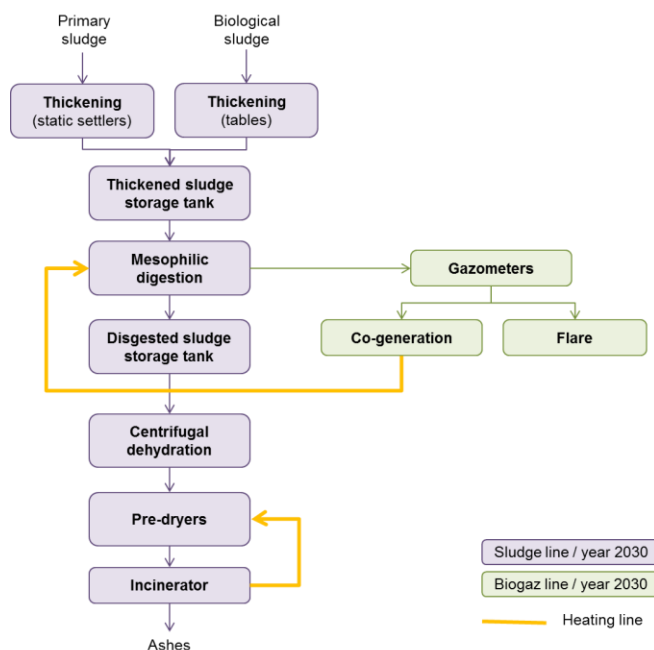 Primary
sludge
Biological
sludge
Thickening
(static settlers)
Thickening
(tables)
Thickened sludge
storage tank
Mesophilic
digestion
Gazometers
Disgested sludge
storage tank
Co-generation
Flare
Centrifugal
dehydration
Pre-dryers
Incinerator
Ashes
Sludge line / year 2030
Biogaz line / year 2030
Heating line